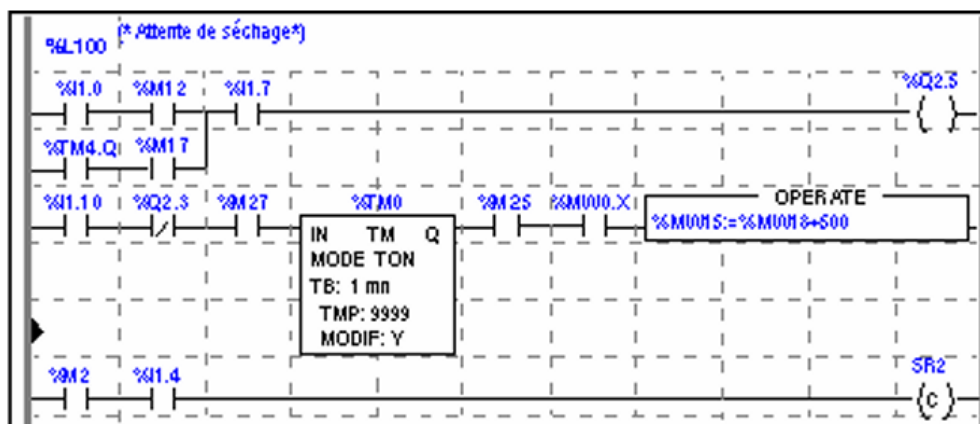 %L100 (* Attente de séchage*)
%I1.0 %M12 %I1.7 %Q2.5
%TM4.Q %M17
%I1.10 %Q2.3 %M27 %TM0 %M25 %MW0.X OPERATE
IN TM Q %MW15:=%MW18+500
MODE TON
TB: 1 mn
TMP: 9999
MODIF: Y
%M2 %I1.4 SR2
C